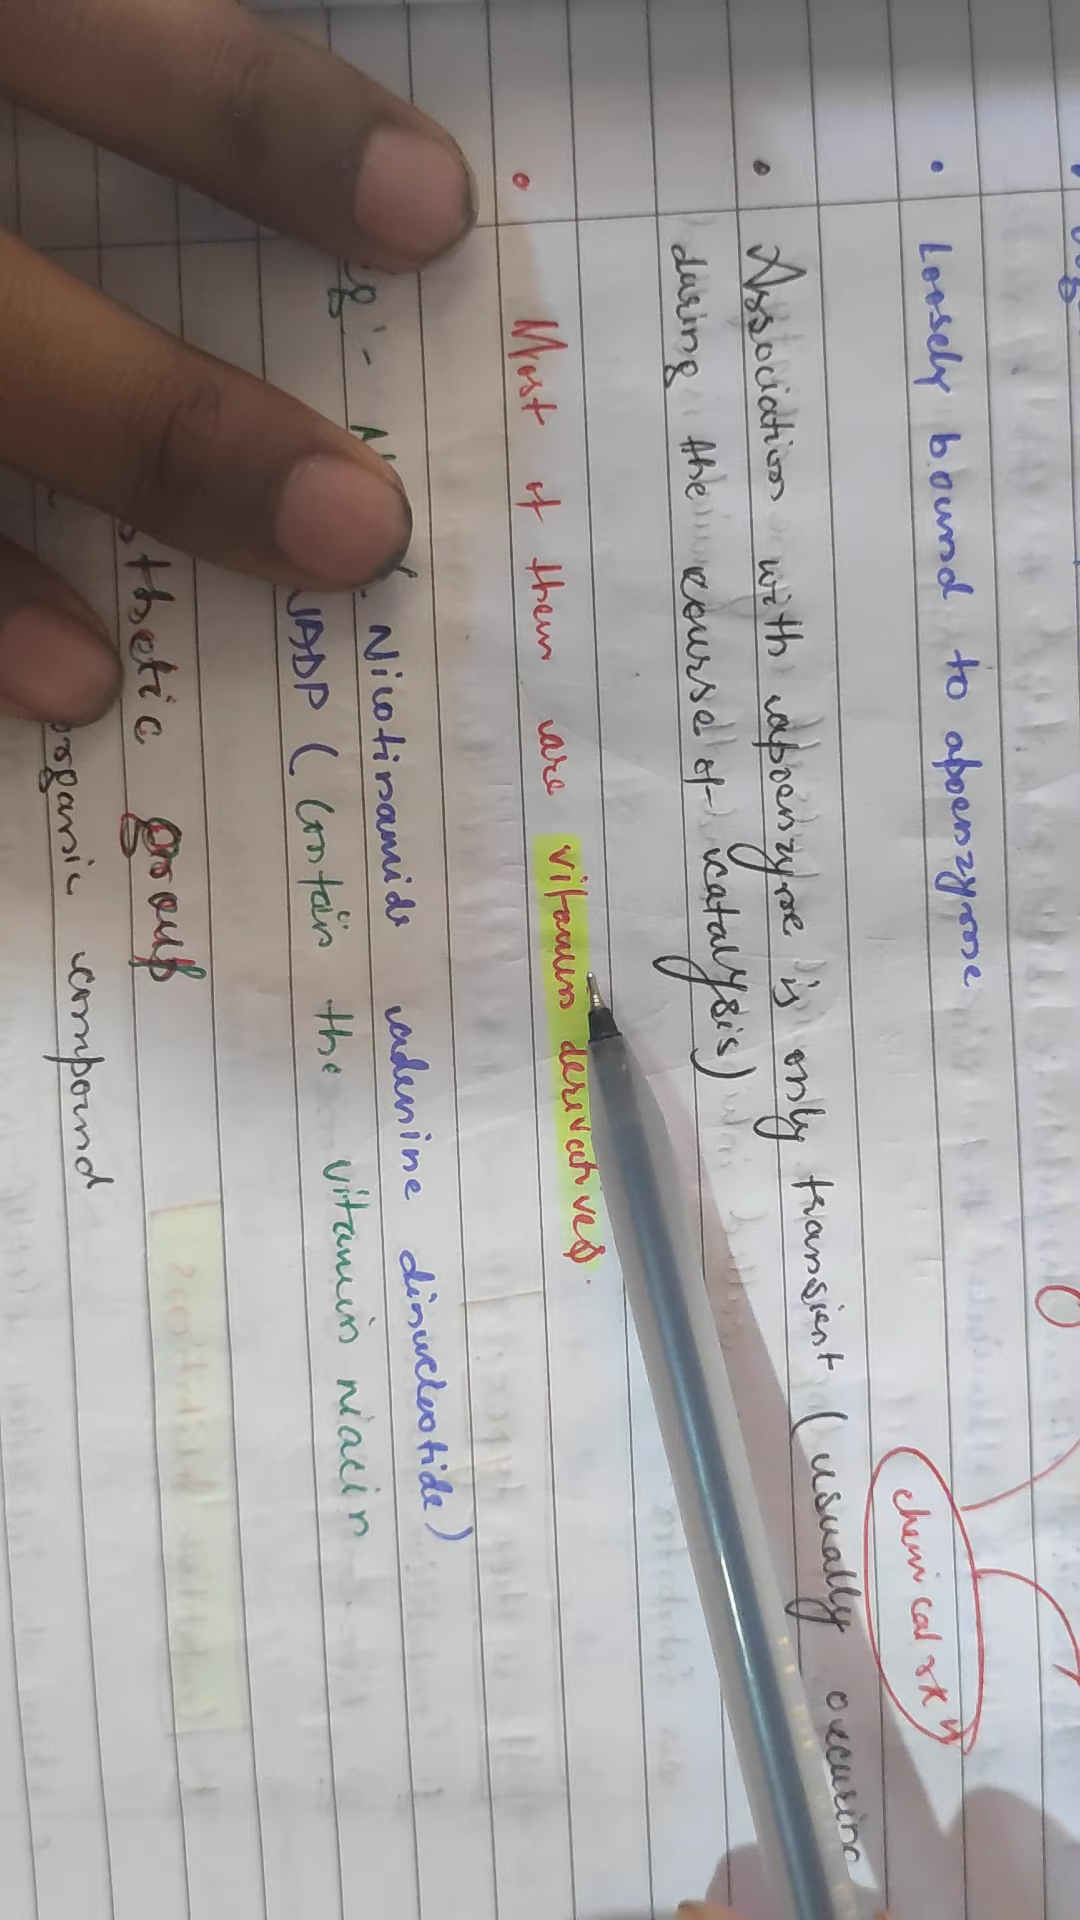 • Loosely bound to apoenzyme
chemical rxn
• Association with apoenzyme is only transient (usually occuring
during the course of catalysis)
• Most of them are vitamin derivatives.
Nicotinamide adenine dinucleotide)
NADP ( Contain the vitamin niacin
thetic group
organic compound